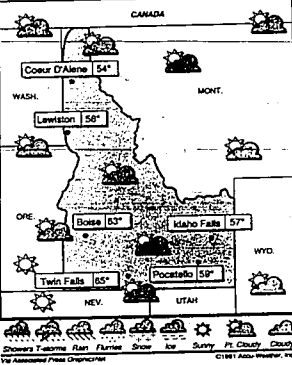 CANADA
Coeur D'Alene 54°
WASH.
MONT.
Lewiston 58°
ORE.
Boise 63°
Idaho Falls 57°
WYO.
Twin Falls 65°
Pocatello 59°
NEV.
UTAH
Showers T-storms Rain Flurries Snow Ice Sunny Pt. Cloudy Cloudy
Via Associated Press GraphicsNet
©1991 Accu-Weather, Inc